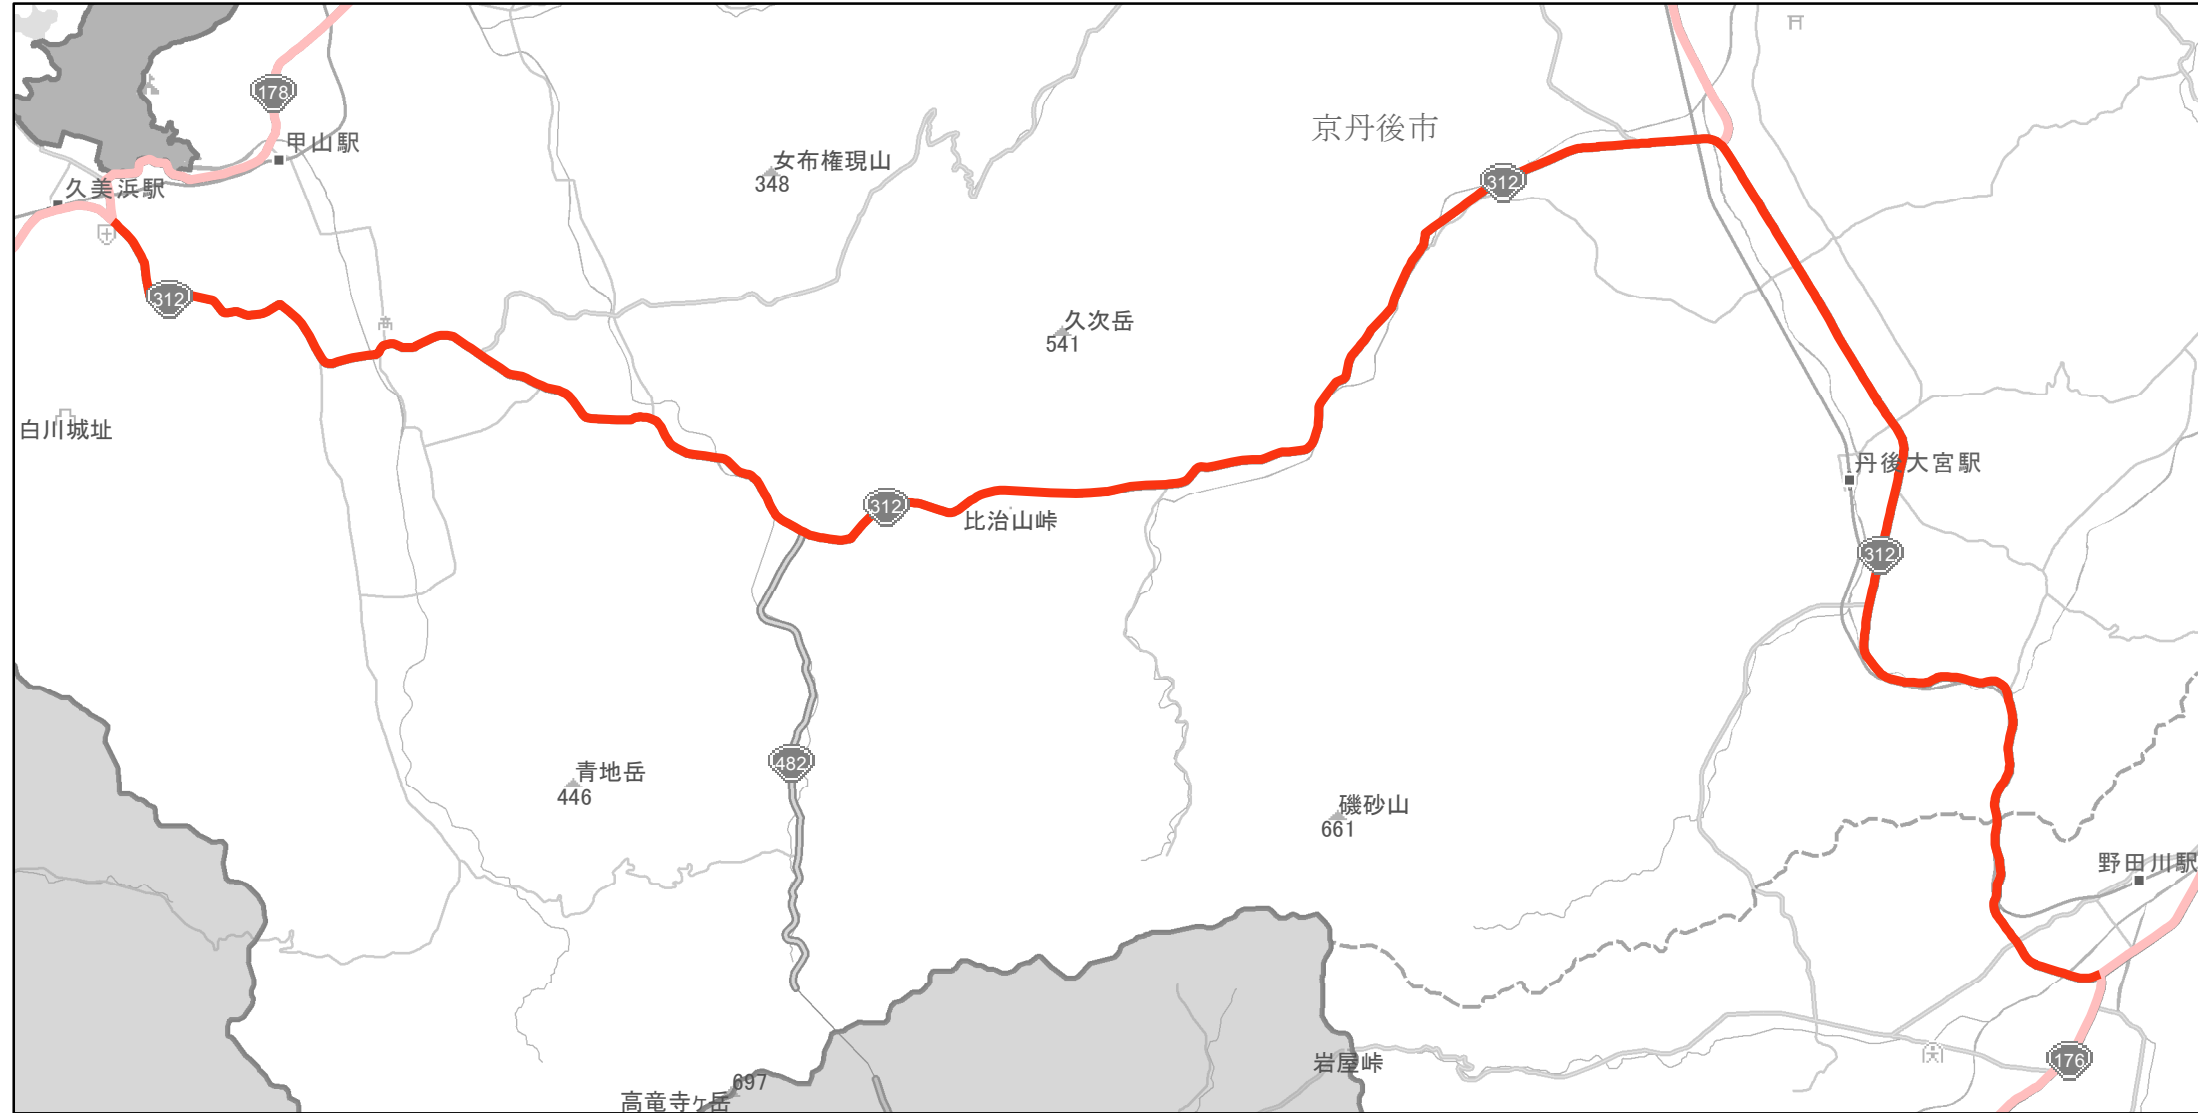 178
甲山駅
久美浜駅
312
女布権現山
348
京丹後市
312
久次岳
541
白川城址
丹後大宮駅
312
比治山峠
312
482
青地岳
446
磯砂山
661
野田川駅
岩屋峠
176
697
高竜寺ヶ岳